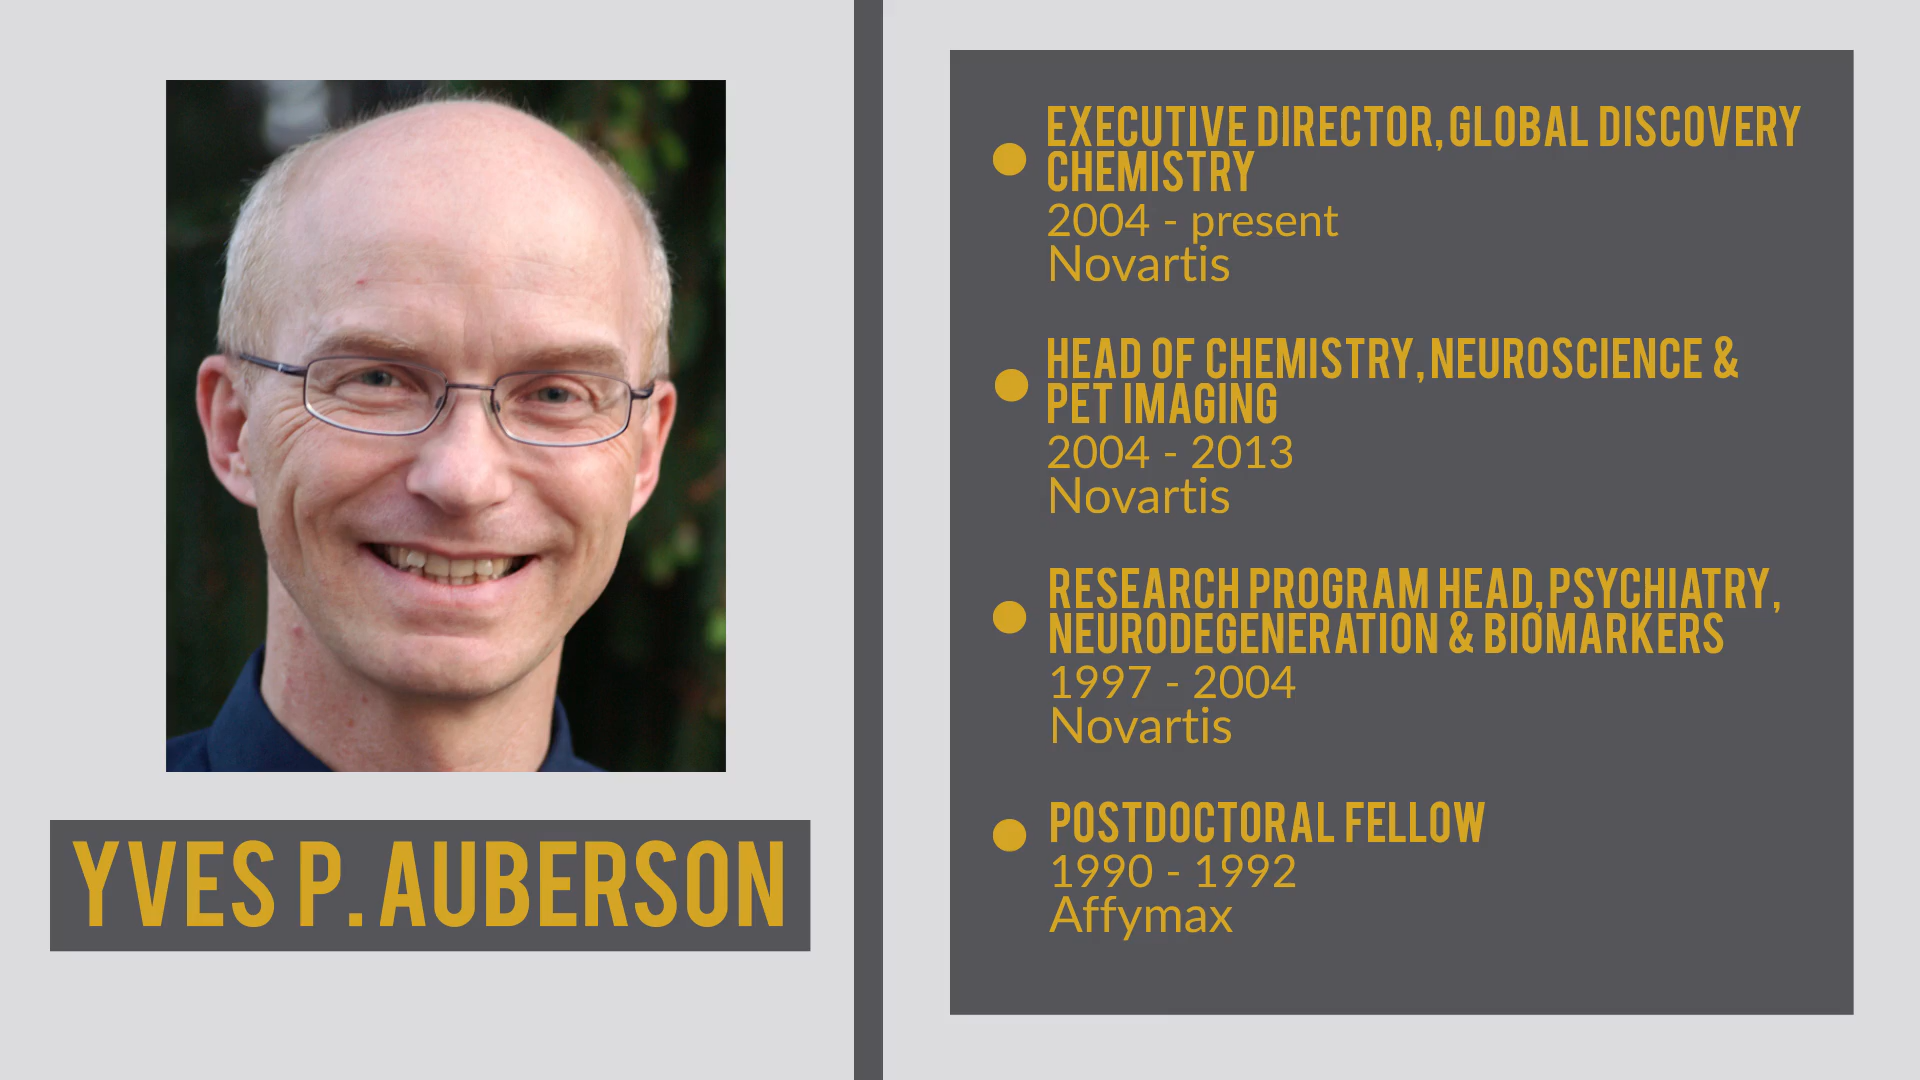 YVES P. AUBERSON
EXECUTIVE DIRECTOR, GLOBAL DISCOVERY
CHEMISTRY
2004 - present
Novartis
HEAD OF CHEMISTRY, NEUROSCIENCE &
PET IMAGING
2004 - 2013
Novartis
RESEARCH PROGRAM HEAD, PSYCHIATRY,
NEURODEGENERATION & BIOMARKERS
1997 - 2004
Novartis
POSTDOCTORAL FELLOW
1990 - 1992
Affymax